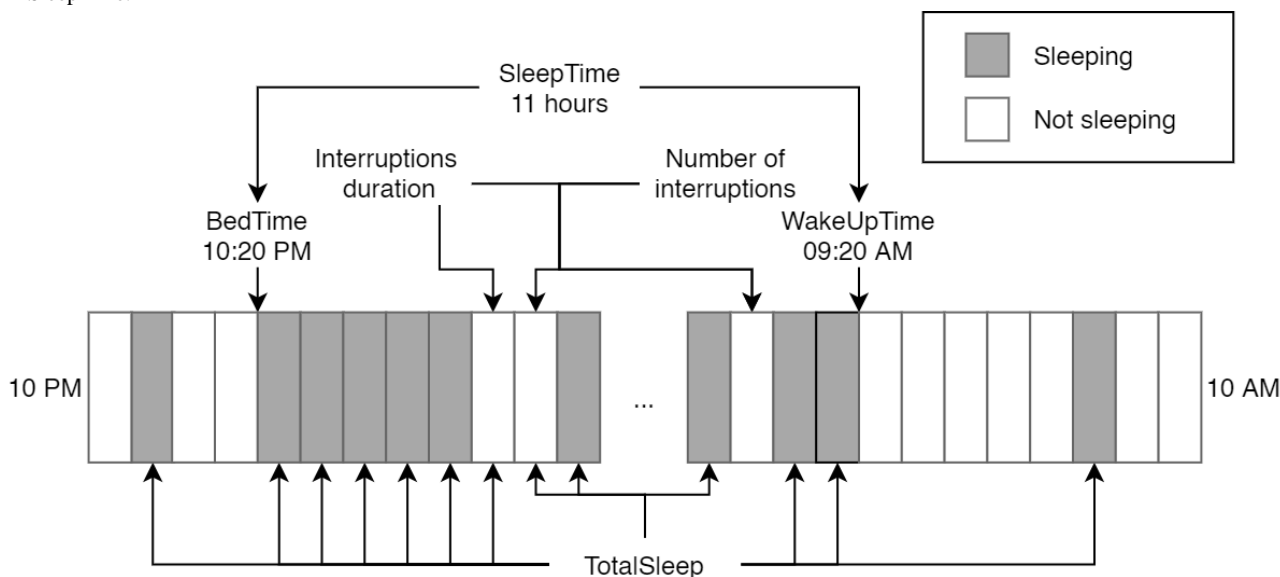 Sleeping
SleepTime
11 hours
Not sleeping
Interruptions
duration
Number of
interruptions
BedTime
10:20 PM
WakeUpTime
09:20 AM
10 PM
...
10 AM
TotalSleep